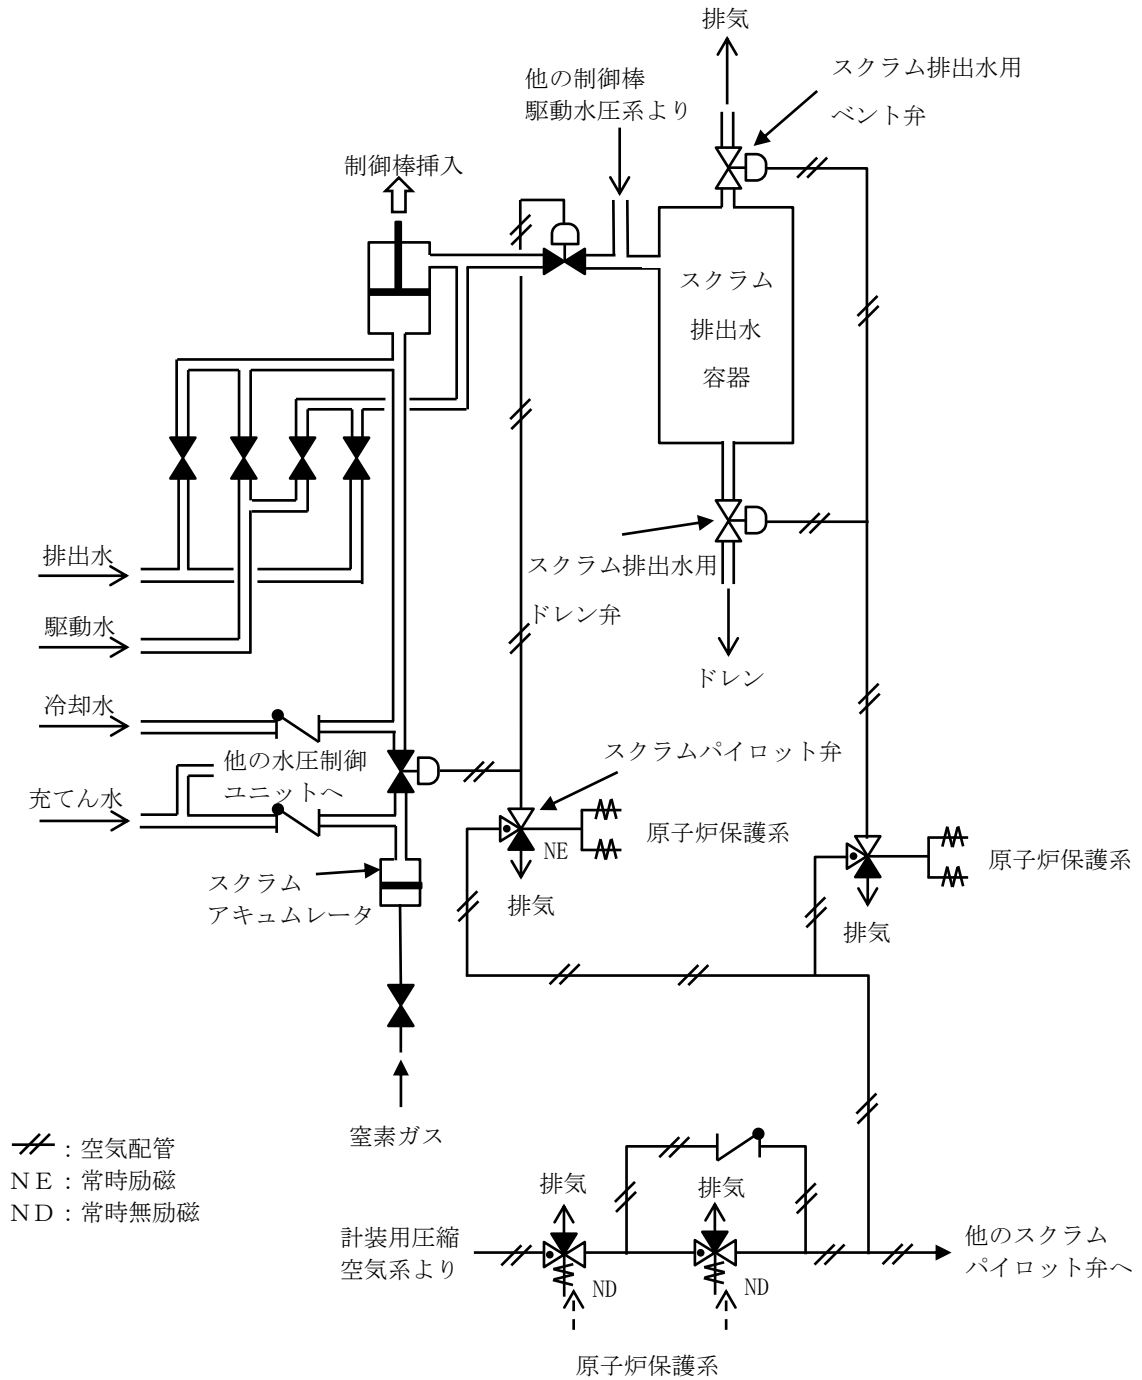 排気
スクラム排出水用
ベント弁
他の制御棒
駆動水圧系より
制御棒挿入
スクラム
排出水
容器
排出水
スクラム排出水用
ドレン弁
駆動水
ドレン
冷却水
他の水圧制御
ユニットへ
スクラムパイロット弁
充てん水
原子炉保護系
NE
原子炉保護系
スクラム
アキュムレータ
排気
排気
窒素ガス
：空気配管
ＮＥ：常時励磁
ＮＤ：常時無励磁
排気
排気
計装用圧縮
空気系より
ND
ND
他のスクラム
パイロット弁へ
原子炉保護系